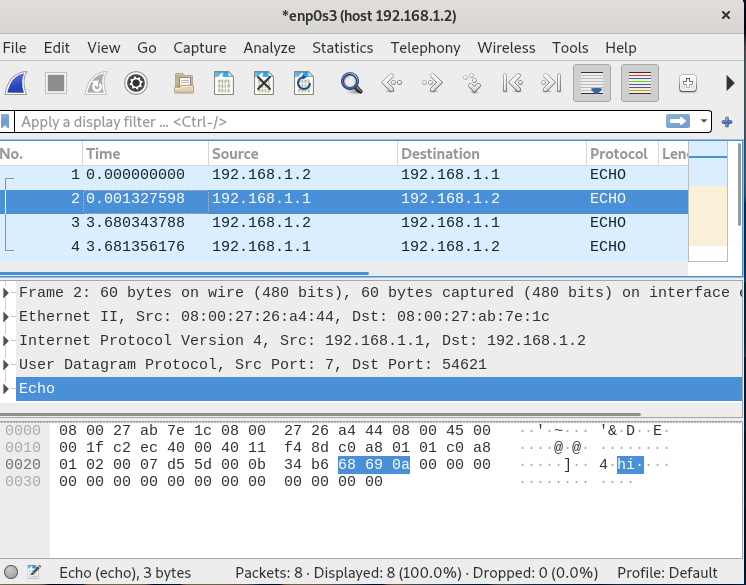 *enp0s3 (host 192.168.1.2)
File Edit View Go Capture Analyze Statistics Telephony Wireless Tools Help
Apply a display filter ... <Ctrl-/>
No. Time Source Destination Protocol Len
1 0.000000000 192.168.1.2 192.168.1.1 ECHO
2 0.001327598 192.168.1.1 192.168.1.2 ECHO
3 3.680343788 192.168.1.2 192.168.1.1 ECHO
4 3.681356176 192.168.1.1 192.168.1.2 ECHO
Frame 2: 60 bytes on wire (480 bits), 60 bytes captured (480 bits) on interface e
Ethernet II, Src: 08:00:27:26:a4:44, Dst: 08:00:27:ab:7e:1c
Internet Protocol Version 4, Src: 192.168.1.1, Dst: 192.168.1.2
User Datagram Protocol, Src Port: 7, Dst Port: 54621
Echo
0000 08 00 27 ab 7e 1c 08 00 27 26 a4 44 08 00 45 00 ··'·~··· '&·D··E·
0010 00 1f c2 ec 40 00 40 11 f4 8d c0 a8 01 01 c0 a8 ····@·@· ········
0020 01 02 00 07 d5 5d 00 0b 34 b6 68 69 0a 00 00 00 ·····]·· 4·hi····
0030 00 00 00 00 00 00 00 00 00 00 00 00 ········ ····
Echo (echo), 3 bytes Packets: 8 · Displayed: 8 (100.0%) · Dropped: 0 (0.0%) Profile: Default